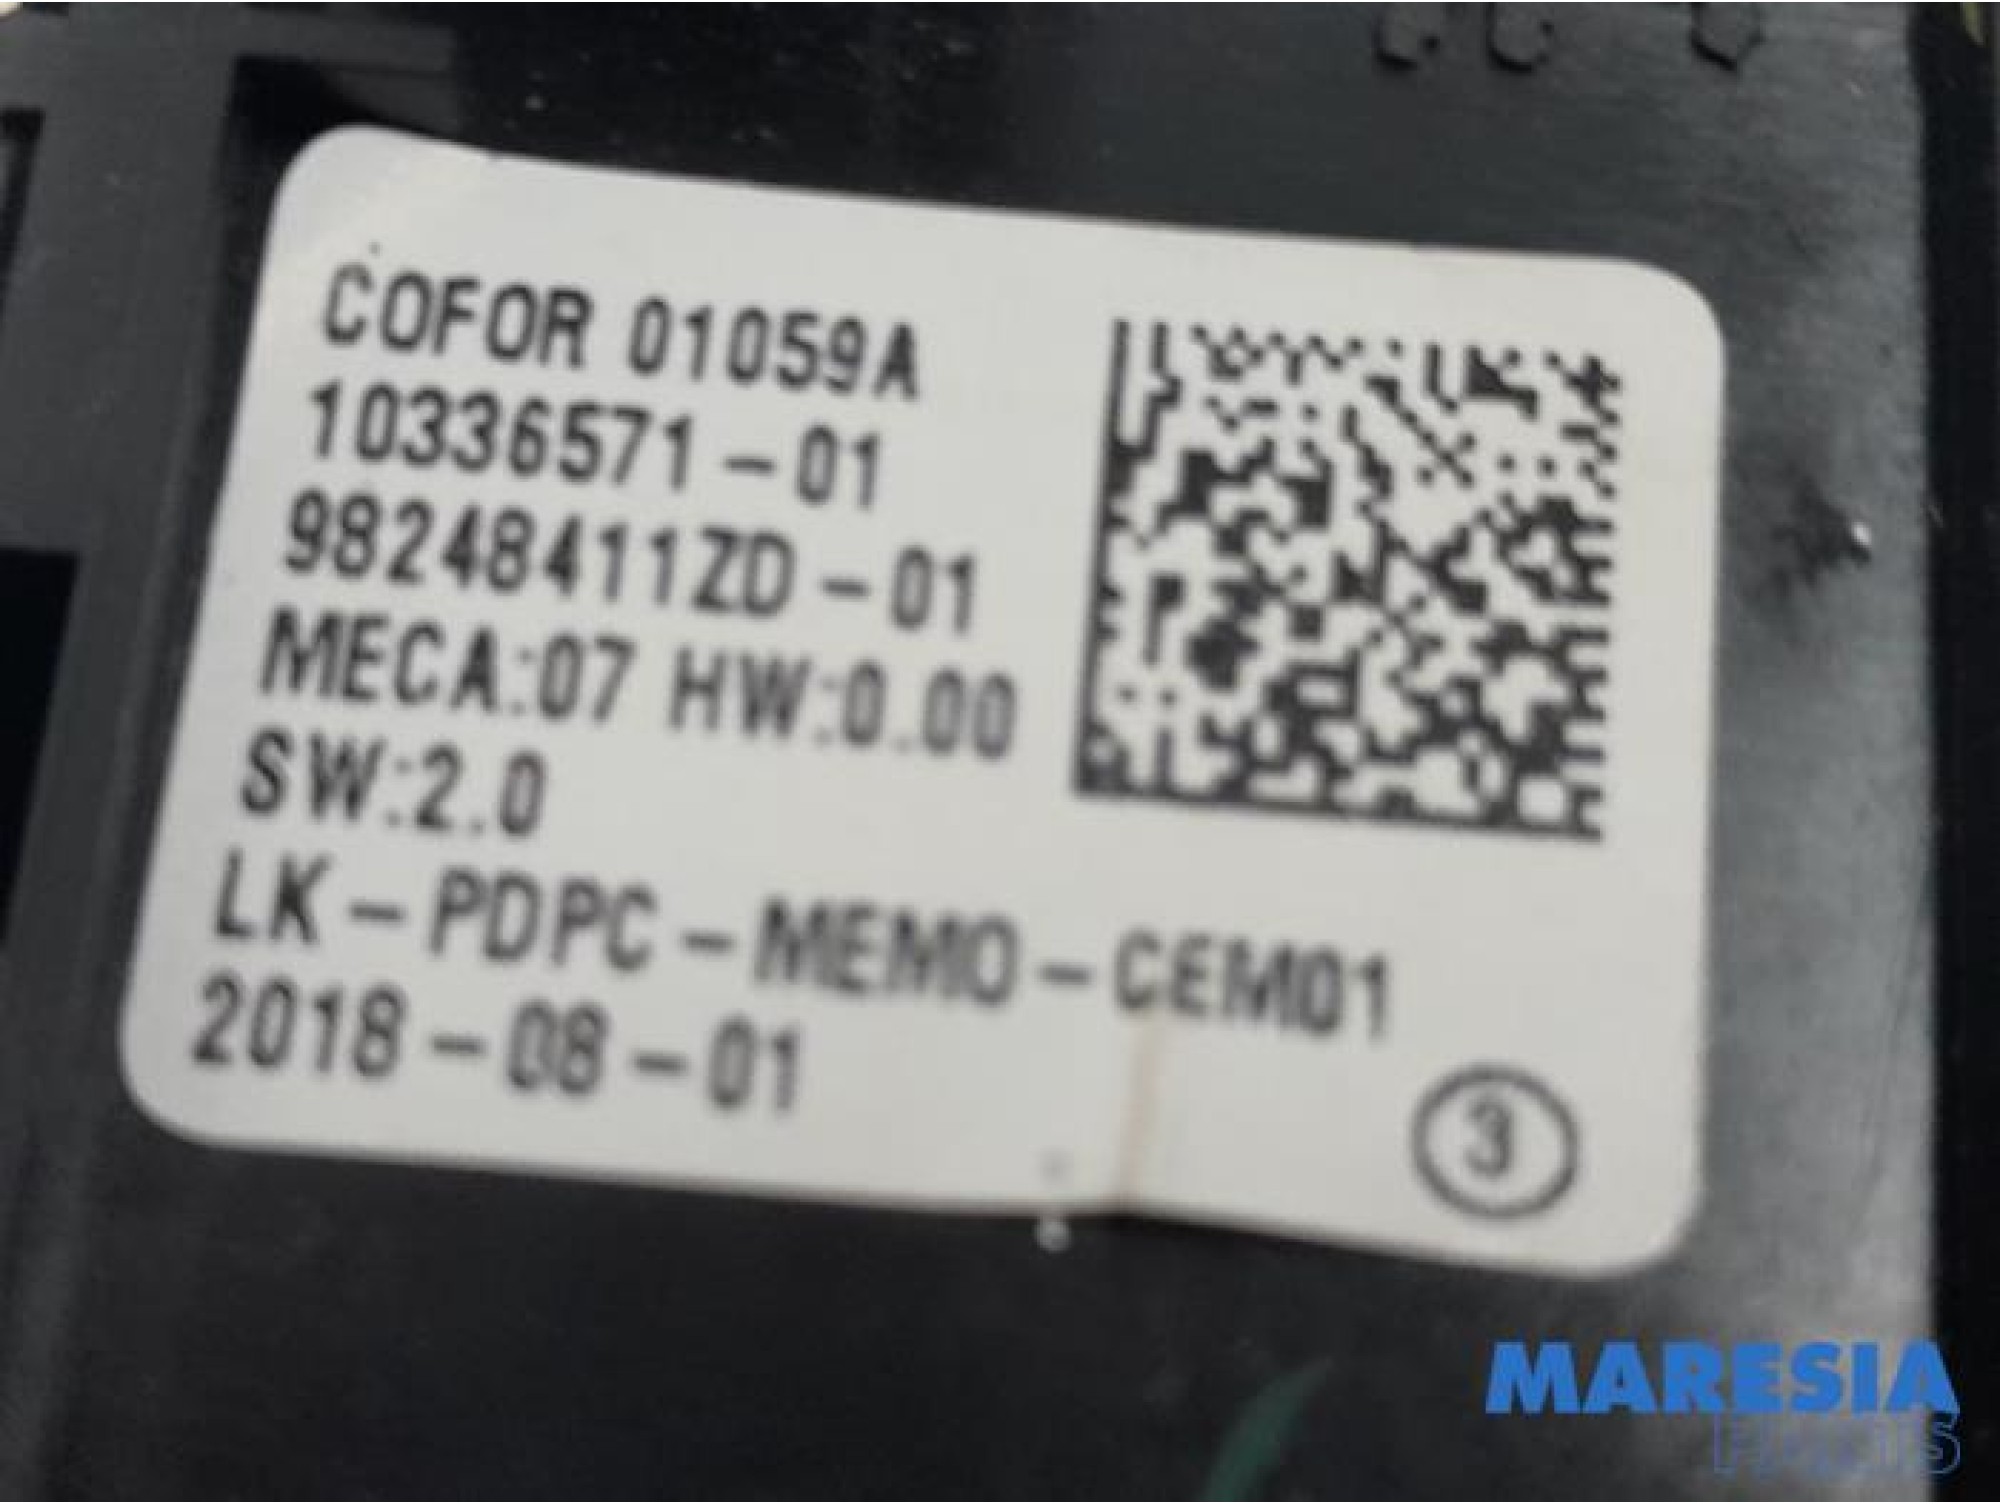 COFOR 01059A
10336571-01
98248411ZD-01
MECA:07 HW:0.00
SW:2.0
LK-PDPC-MEMO-CEM01
2018-08-01
3
MARESIA
PARTS